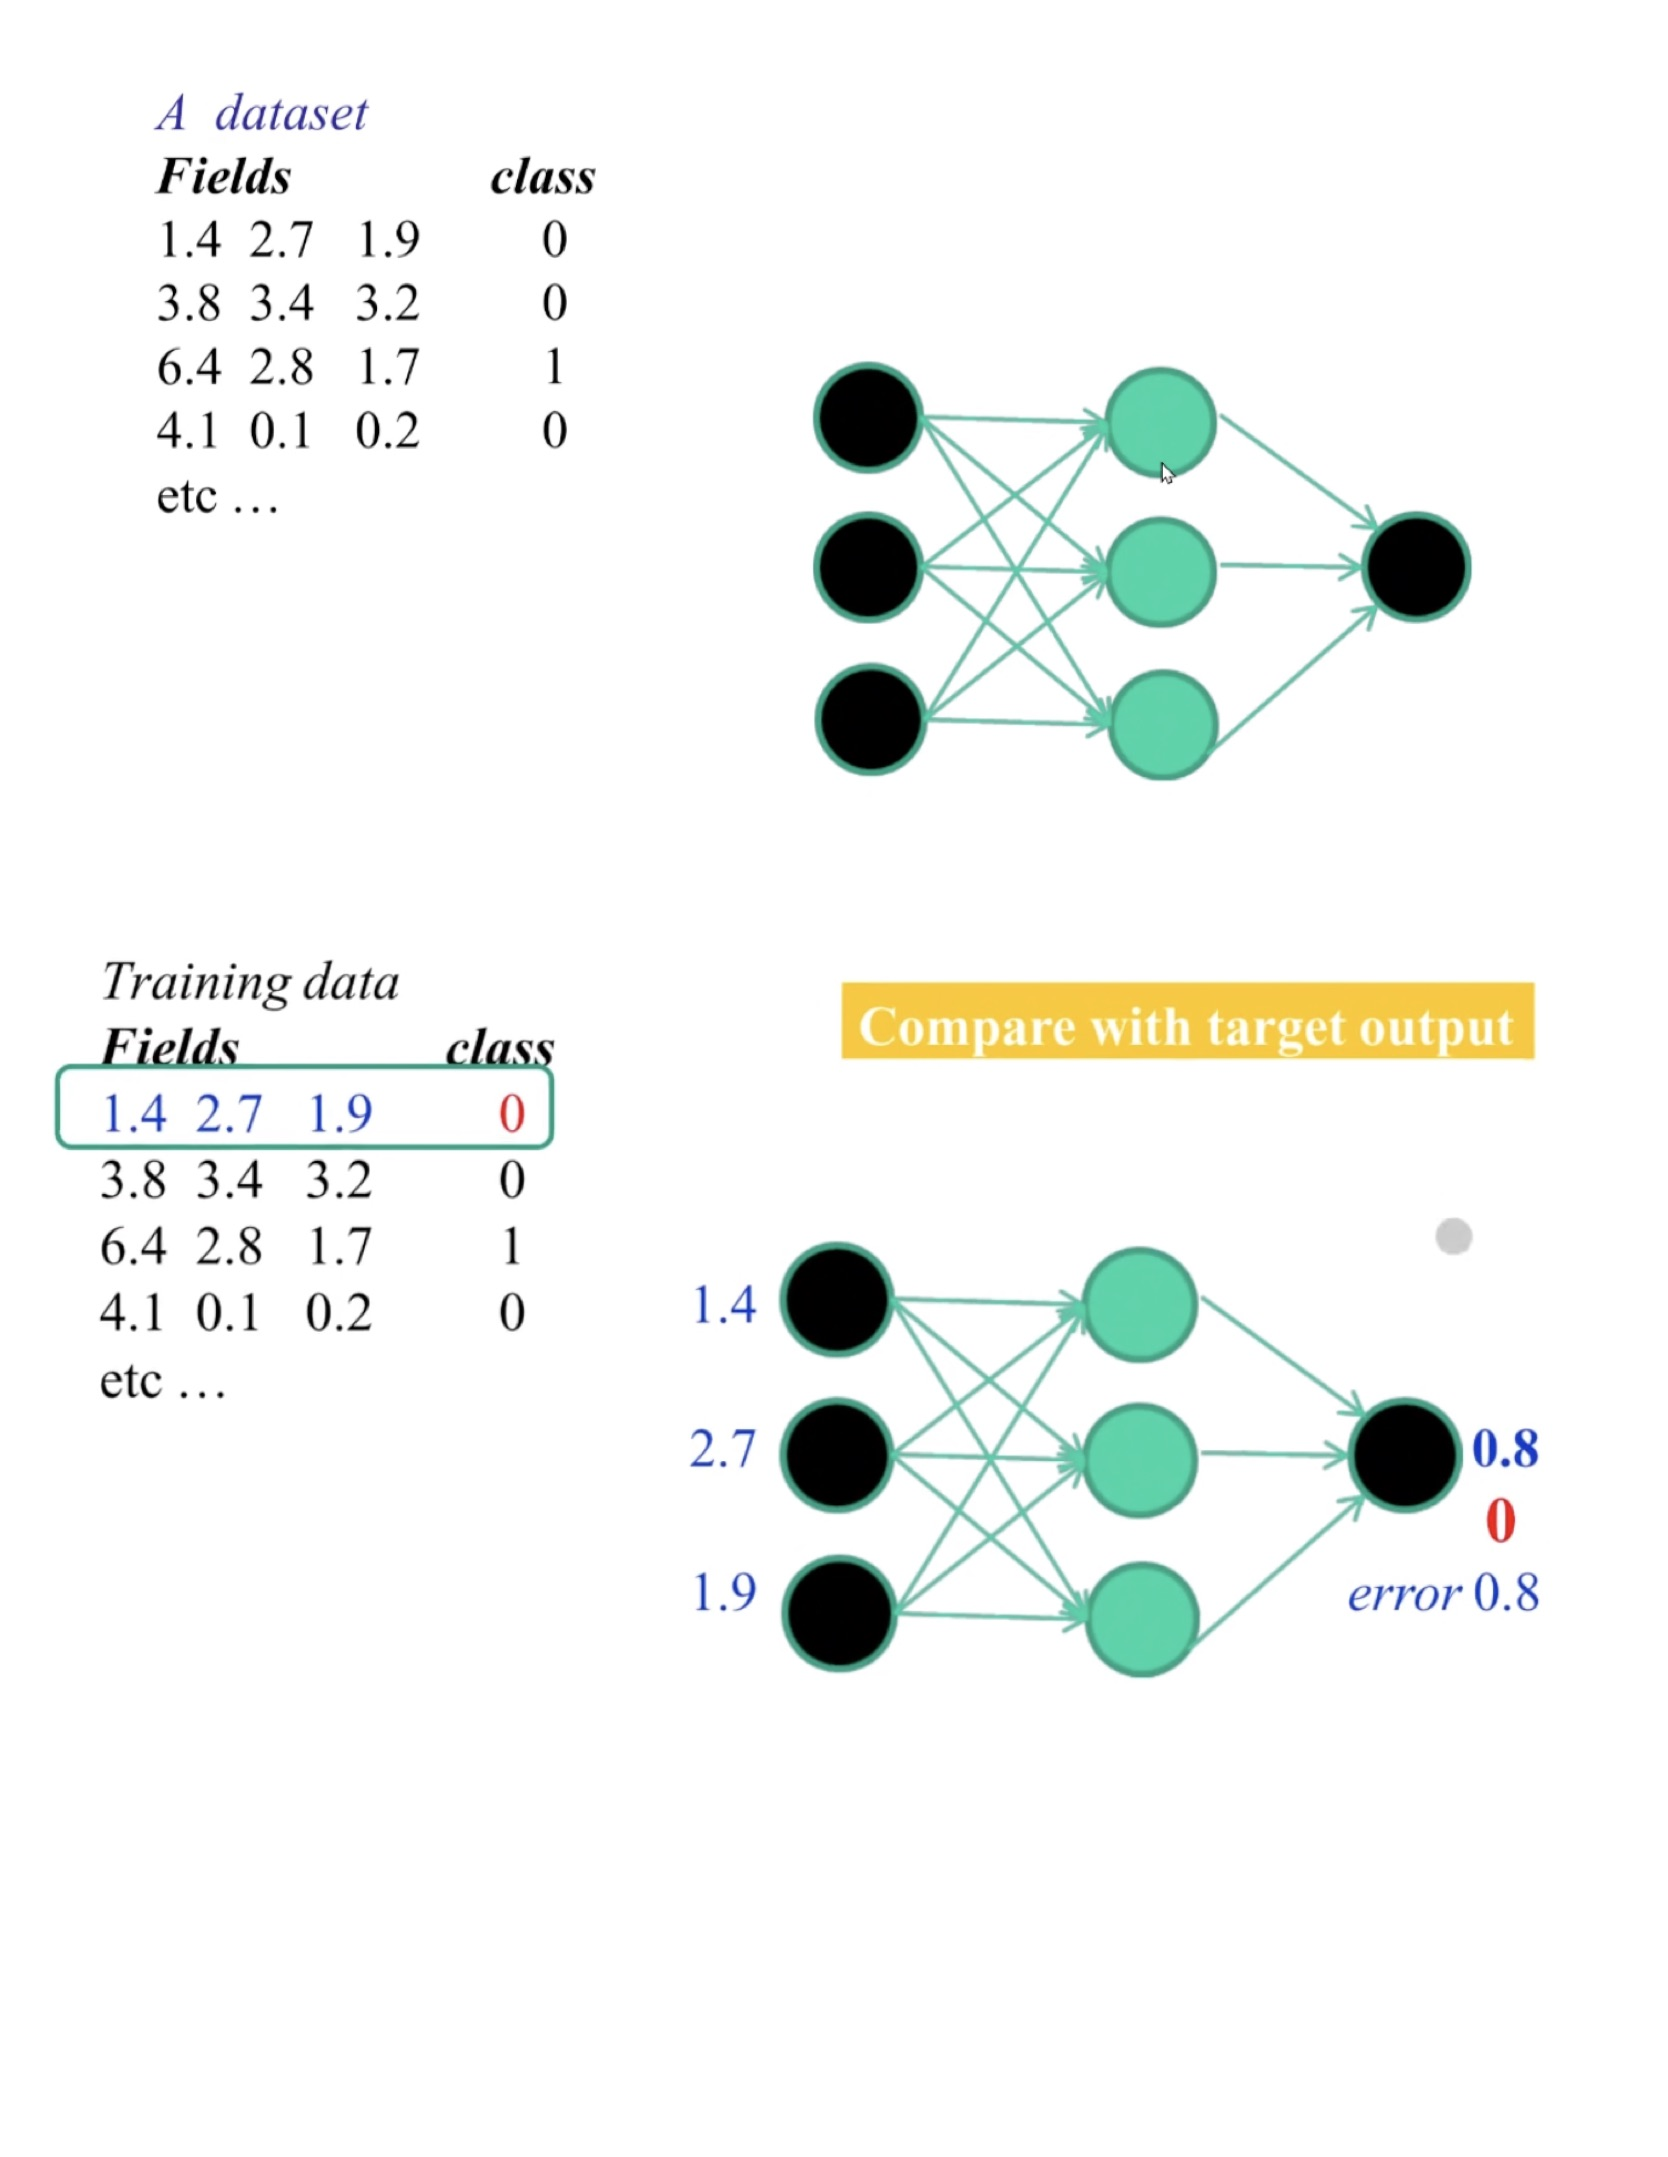 A dataset
Fields class
1.4 2.7 1.9 0
3.8 3.4 3.2 0
6.4 2.8 1.7 1
4.1 0.1 0.2 0
etc …
Training data
Fields class
1.4 2.7 1.9 0
3.8 3.4 3.2 0
6.4 2.8 1.7 1
4.1 0.1 0.2 0
etc …
Compare with target output
1.4
2.7
1.9
0.8
0
error 0.8